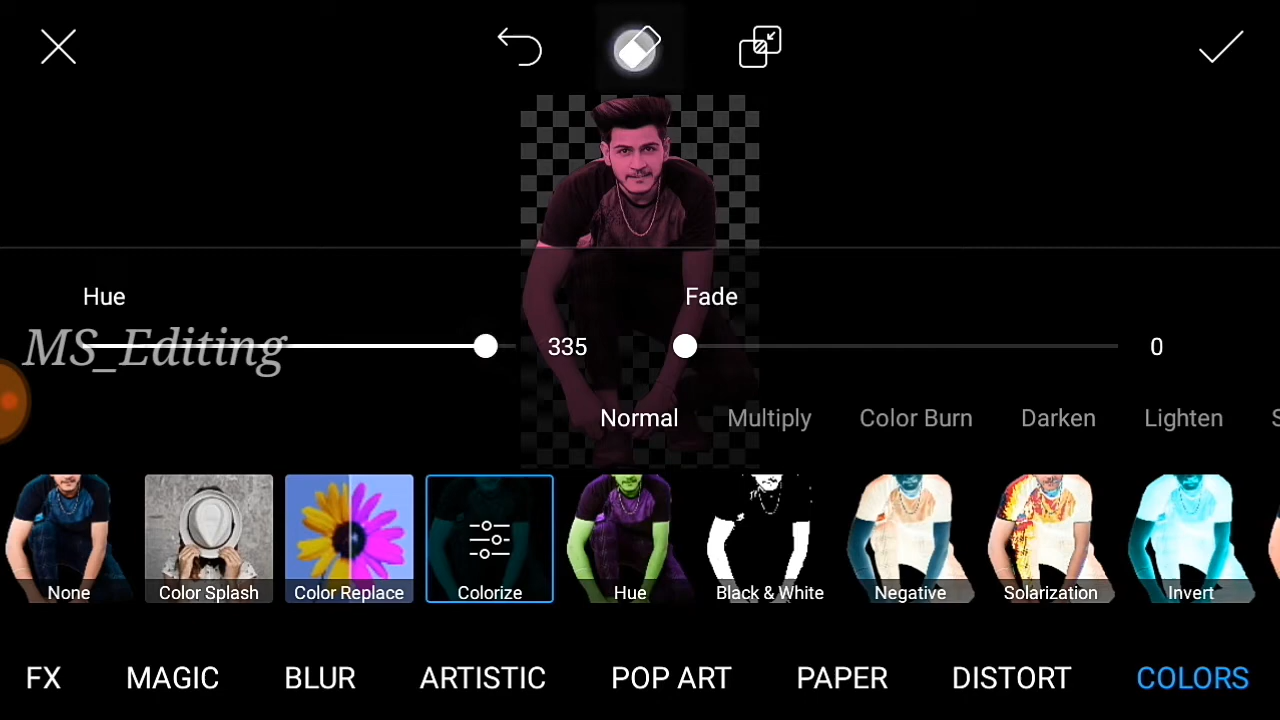 Hue
Fade
335
0
MS_Editing
Normal
Multiply
Color Burn
Darken
Lighten
S
None
Color Splash
Color Replace
Colorize
Hue
Black & White
Negative
Solarization
Invert
FX
MAGIC
BLUR
ARTISTIC
POP ART
PAPER
DISTORT
COLORS